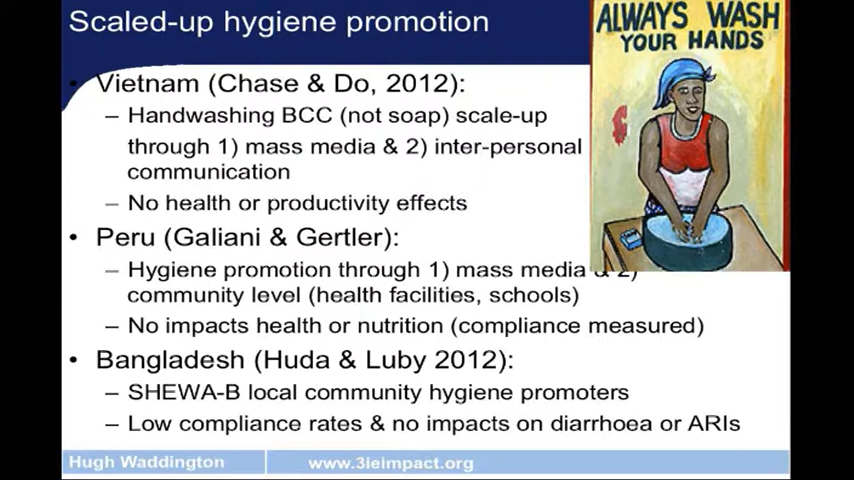 Scaled-up hygiene promotion
ALWAYS WASH
YOUR HANDS
• Vietnam (Chase & Do, 2012):
– Handwashing BCC (not soap) scale-up
through 1) mass media & 2) inter-personal
communication
– No health or productivity effects
• Peru (Galiani & Gertler):
– Hygiene promotion through 1) mass media & 2)
community level (health facilities, schools)
– No impacts health or nutrition (compliance measured)
• Bangladesh (Huda & Luby 2012):
– SHEWA-B local community hygiene promoters
– Low compliance rates & no impacts on diarrhoea or ARIs
Hugh Waddington
www.3ieimpact.org